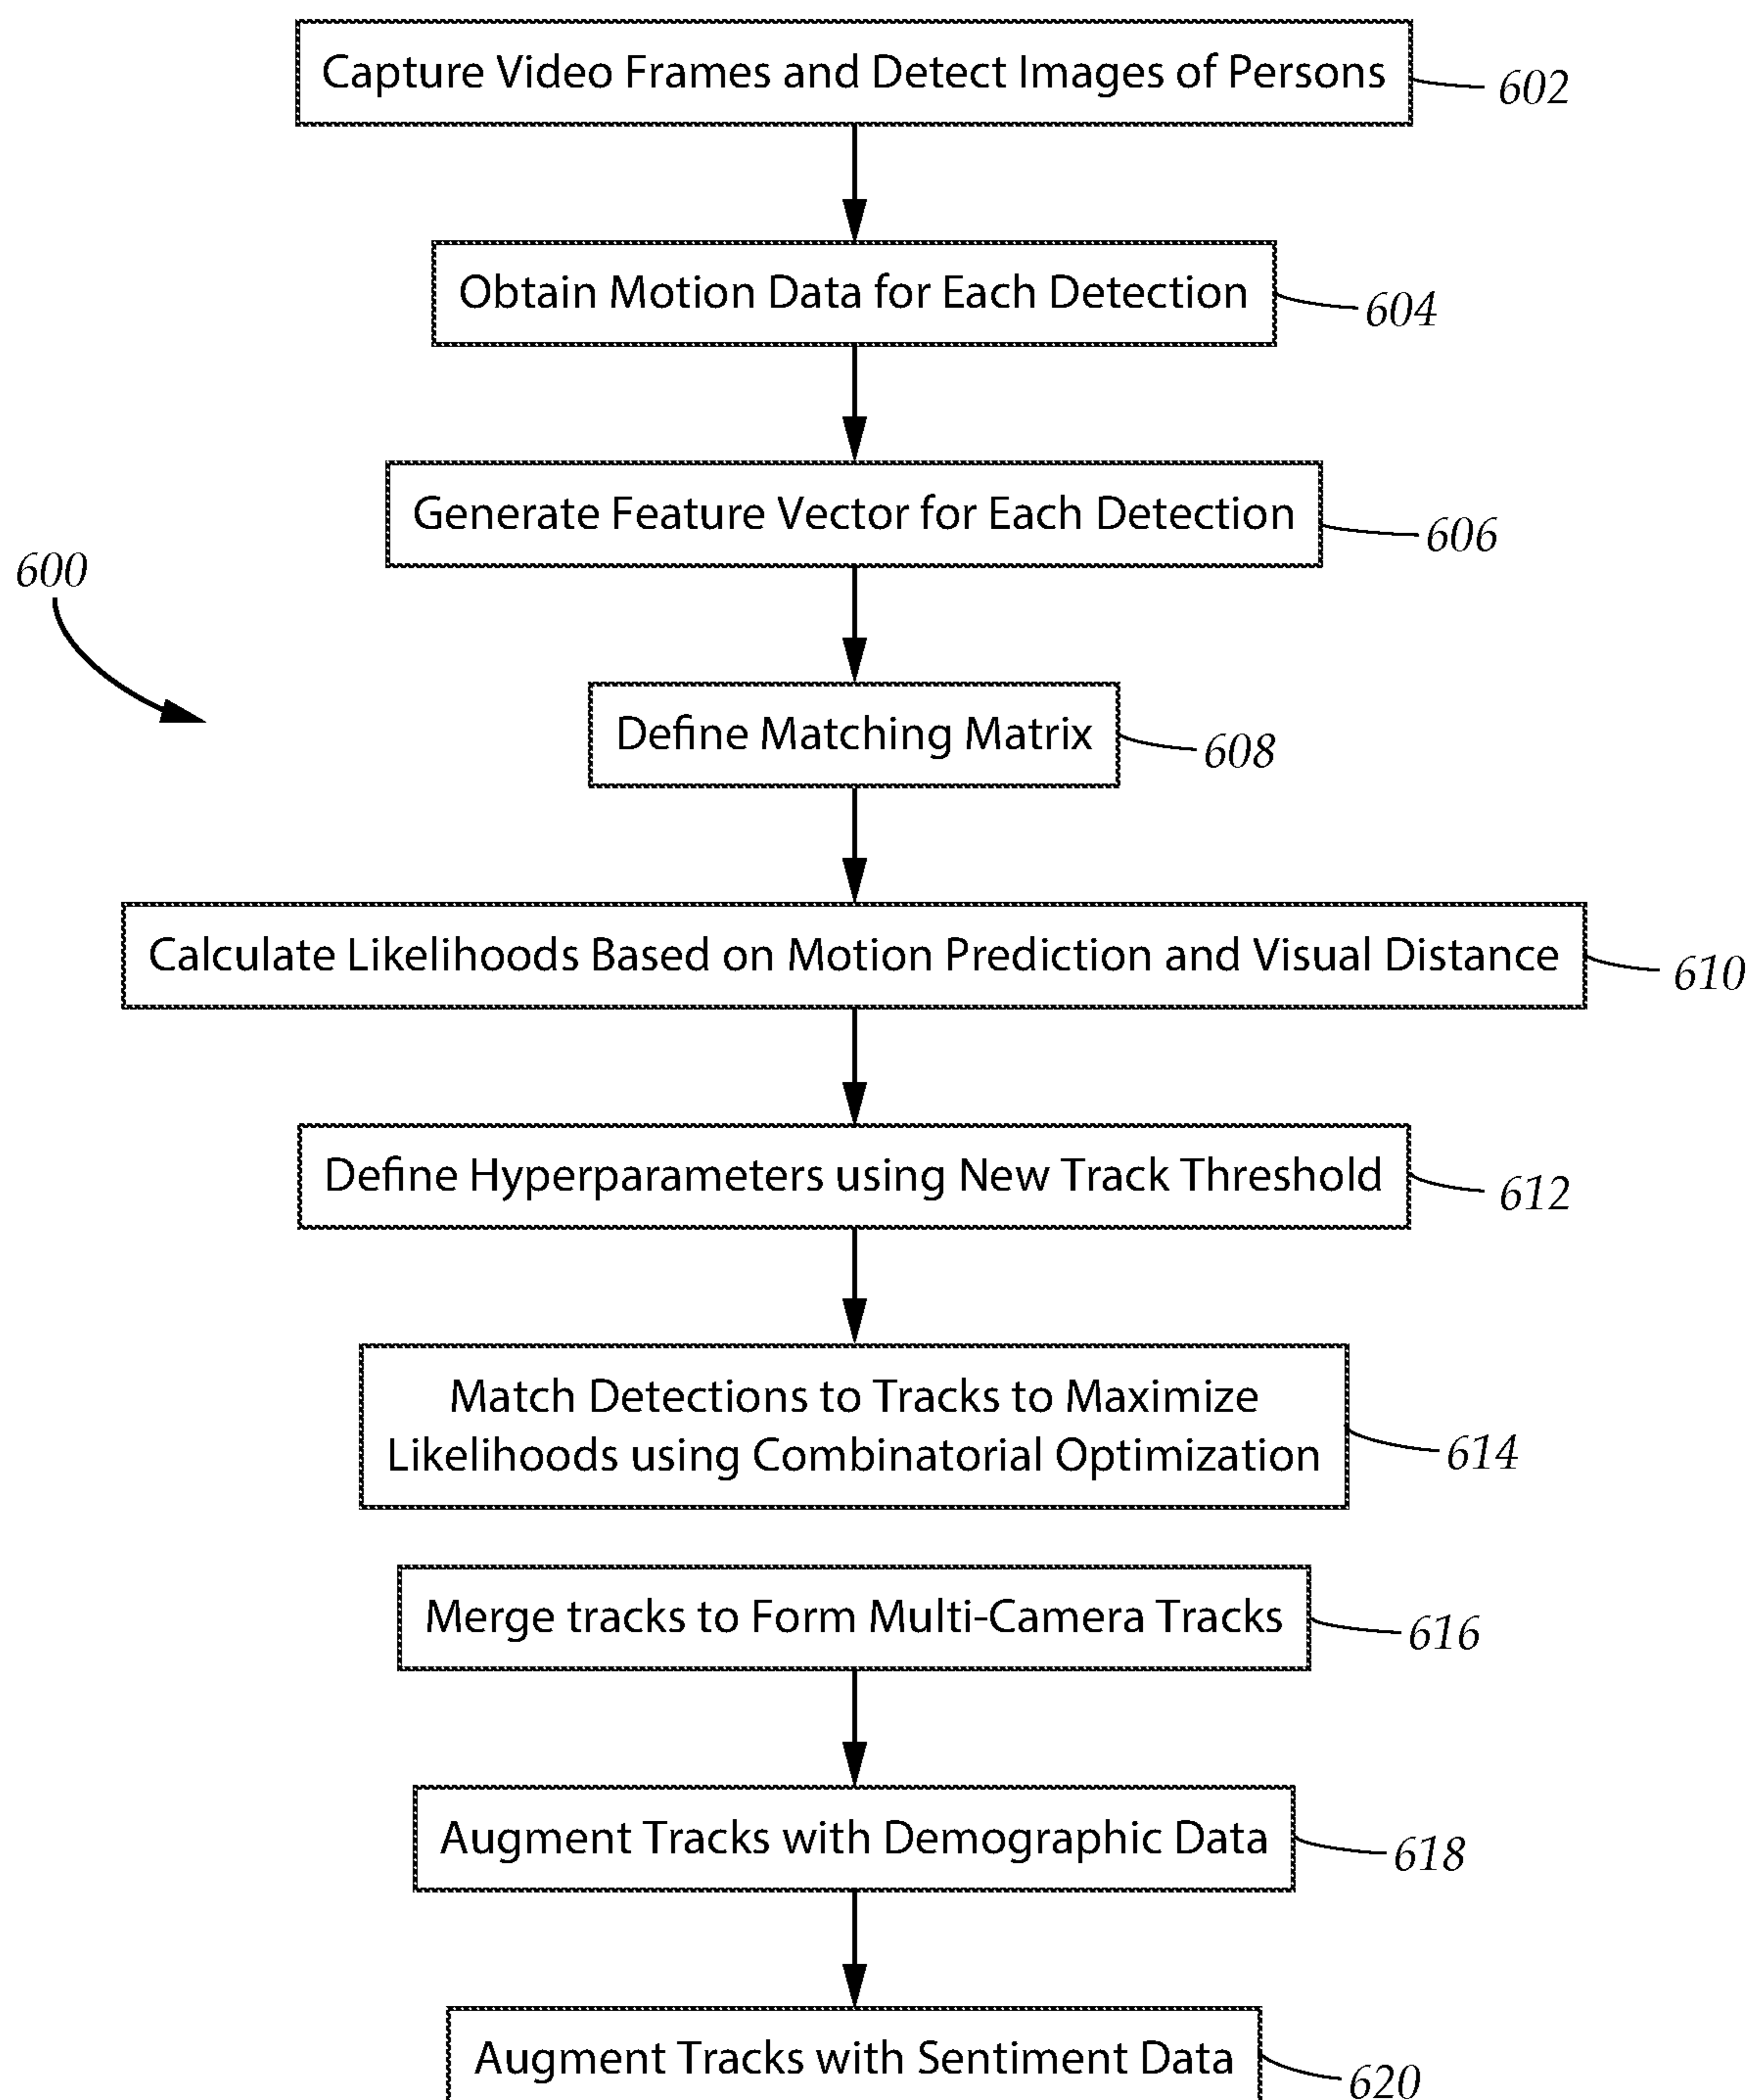 Capture Video Frames and Detect Images of Persons
602
Obtain Motion Data for Each Detection
604
Generate Feature Vector for Each Detection
606
600
Define Matching Matrix
608
Calculate Likelihoods Based on Motion Prediction and Visual Distance
610
Define Hyperparameters using New Track Threshold
612
Match Detections to Tracks to Maximize
Likelihoods using Combinatorial Optimization
614
Merge tracks to Form Multi-Camera Tracks
616
Augment Tracks with Demographic Data
618
Augment Tracks with Sentiment Data
620